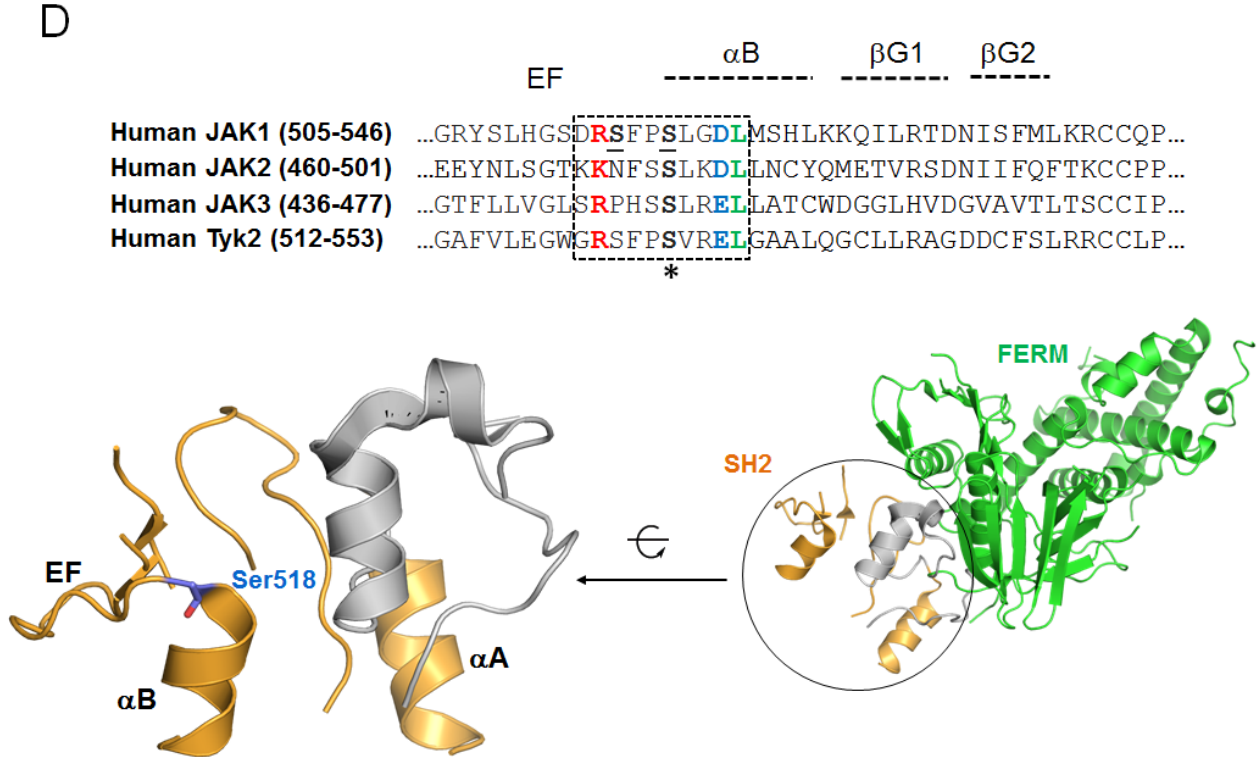 D
αB βG1 βG2
EF
Human JAK1 (505-546) ...GRYSLHGSDRSFPSLGDLMSHLKKQILRTDNISFMLKRCCQP...
Human JAK2 (460-501) ...EEYNLSGTKKNFSSLKDLLNCYQMETVRSDNIIFQFTKCCPP...
Human JAK3 (436-477) ...GTFLLVGLSRPHSSLRELLATCWDGGLHVDGVAVTLTSCCIP...
Human Tyk2 (512-553) ...GAFVLEGWGRSFPSVRELGAALQGCLLRAGDDCFSLRRCCLP...
*
FERM
SH2
EF
Ser518
αA
αB